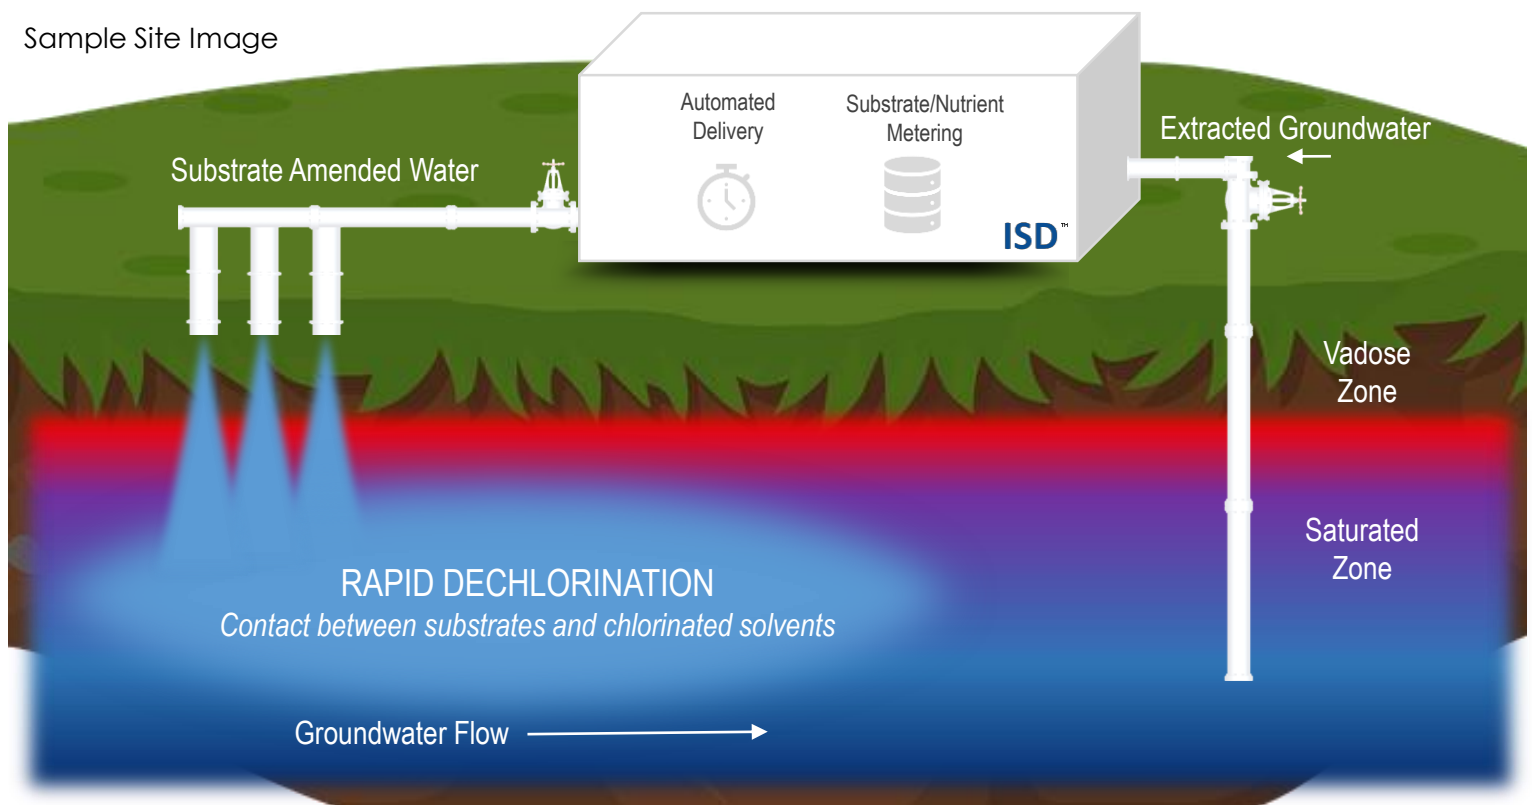 Sample Site Image
Automated
Delivery
Substrate/Nutrient
Metering
Extracted Groundwater
Substrate Amended Water
ISD™
Vadose
Zone
Saturated
Zone
RAPID DECHLORINATION
Contact between substrates and chlorinated solvents
Groundwater Flow